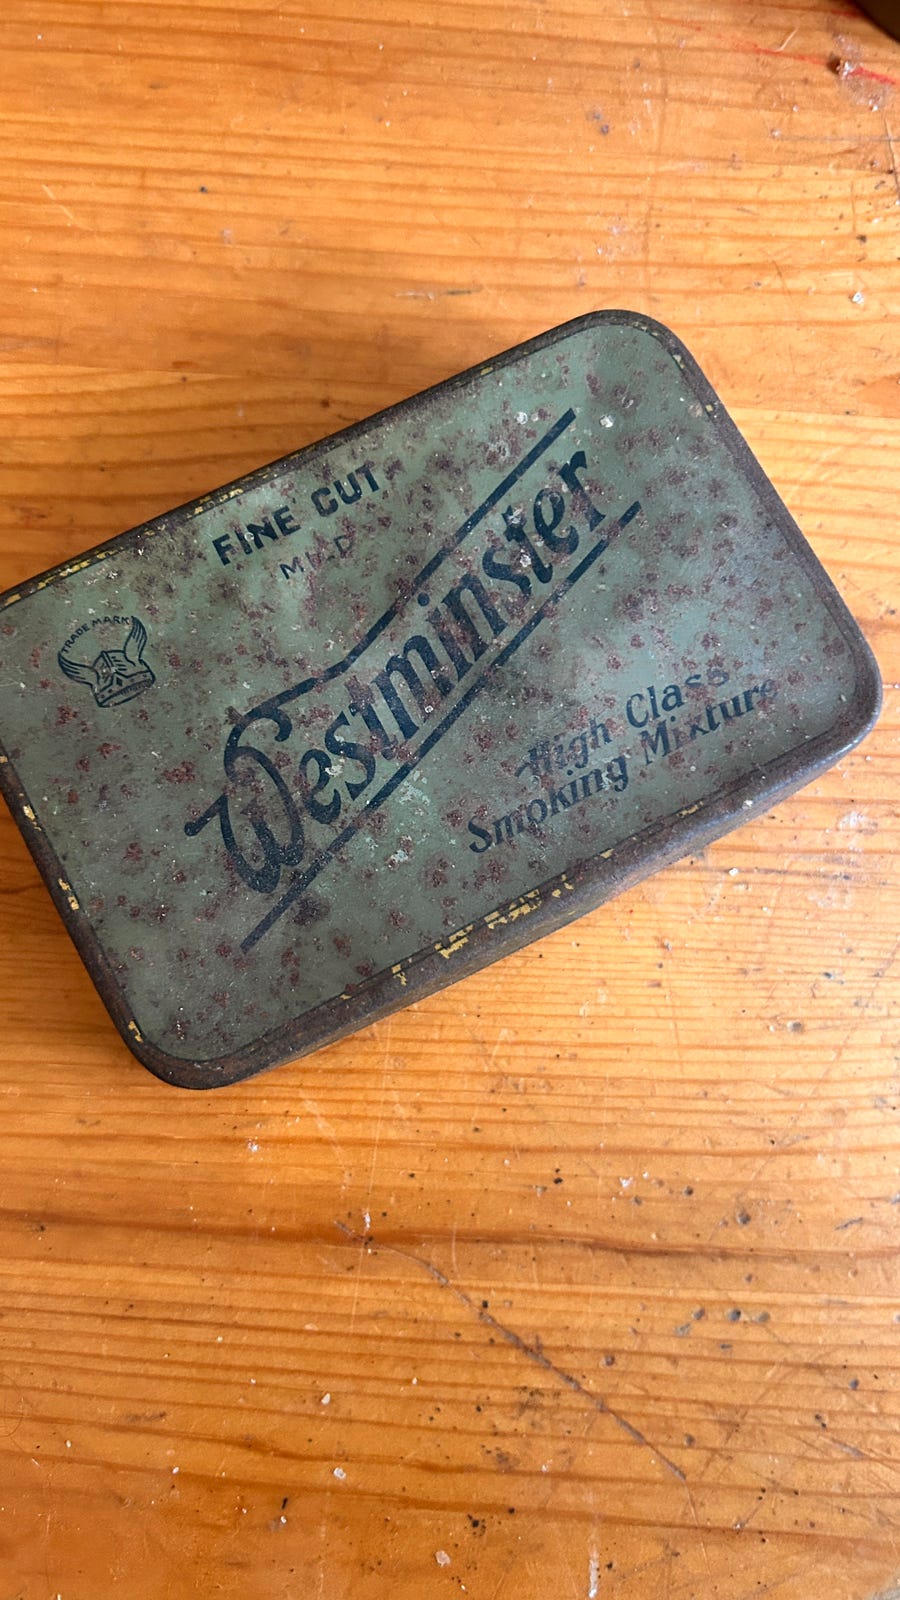 FINE CUT
MILD
TRADE MARK
Westminster
High Class
Smoking Mixture